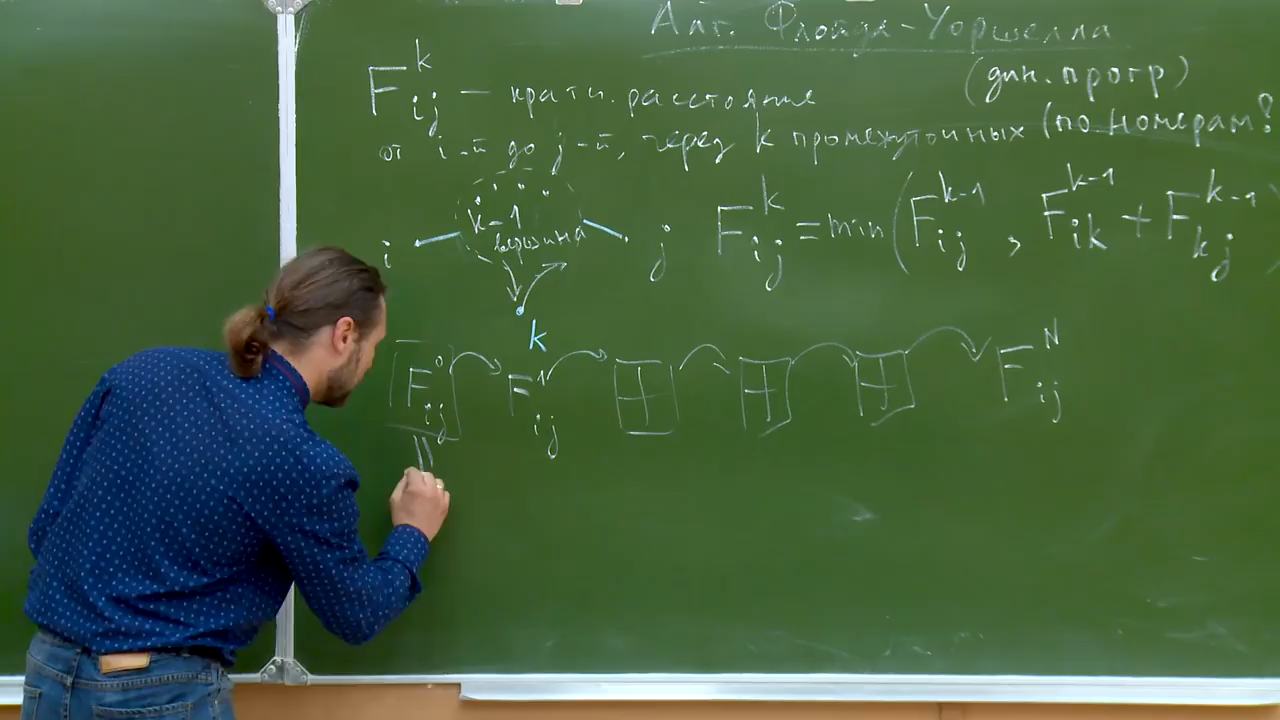 Алг. Флойда-Уоршелла
(дин. прогр)
F^k_ij – кратч. расстояние
от i-й до j-й, через k промежуточных (по номерам!
i k-1 вершина j F^k_ij = min(F^{k-1}_ij, F^{k-1}_ik + F^{k-1}_kj)
k
F^0_ij F^1_ij F^N_ij